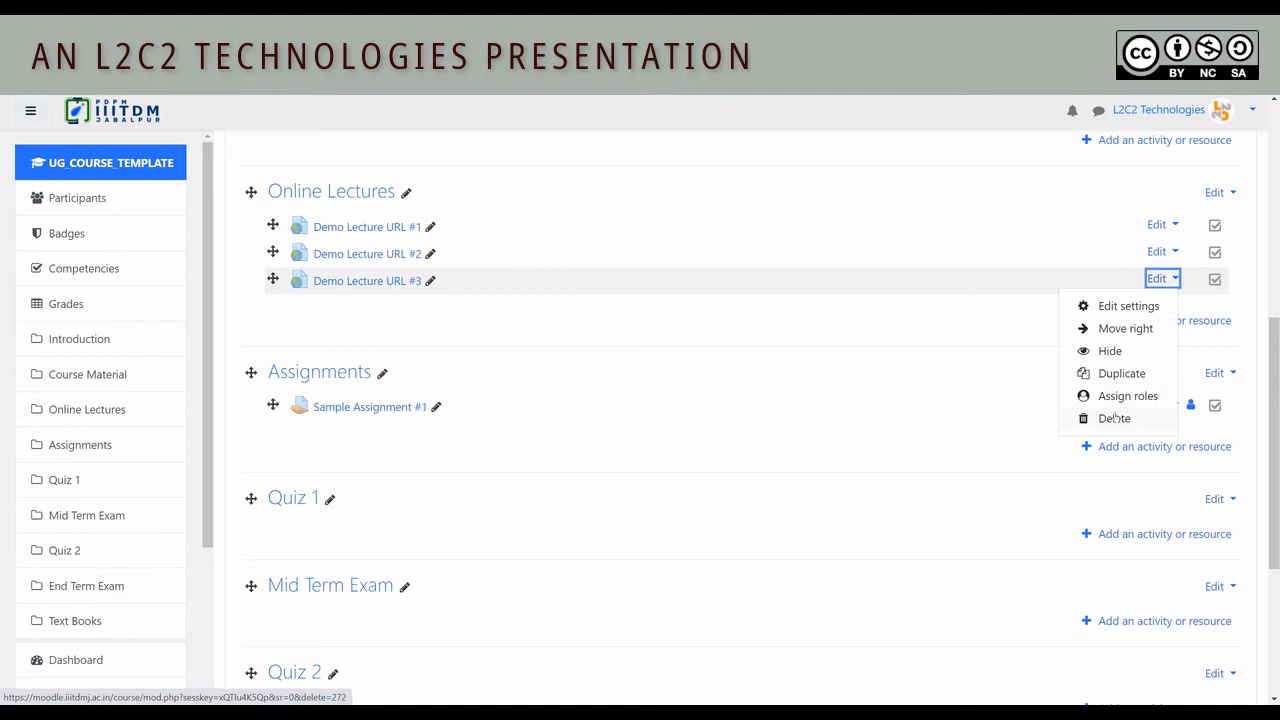 AN L2C2 TECHNOLOGIES PRESENTATION
CC BY NC SA
PDPM
IIITDM
JABALPUR
L2C2 Technologies
UG_COURSE_TEMPLATE
Participants
Badges
Competencies
Grades
Introduction
Course Material
Online Lectures
Assignments
Quiz 1
Mid Term Exam
Quiz 2
End Term Exam
Text Books
Dashboard
Add an activity or resource
Online Lectures
Edit
Demo Lecture URL #1
Edit
Demo Lecture URL #2
Edit
Demo Lecture URL #3
Edit
Edit settings
Move right
Hide
Duplicate
Assign roles
Delete
or resource
Assignments
Edit
Sample Assignment #1
Add an activity or resource
Quiz 1
Edit
Add an activity or resource
Mid Term Exam
Edit
Add an activity or resource
Quiz 2
Edit
https://moodle.iiitdmj.ac.in/course/mod.php?sesskey=xQTIu4K5Qp&sr=0&delete=272